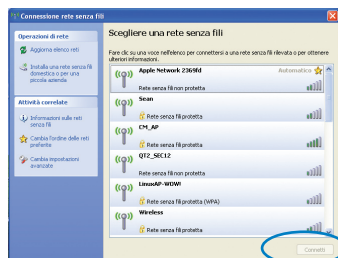 Connessione rete senza fili
Operazioni di rete
Aggiorna elenco reti
Installa una rete senza fili
domestica o per una
piccola azienda
Attività correlate
Informazioni sulle reti
senza fili
Cambia l'ordine delle reti
preferite
Cambia impostazioni
avanzate
Scegliere una rete senza fili
Fare clic su una voce nell'elenco per connettersi a una rete senza fili rilevata o per ottenere
ulteriori informazioni.
Apple Network 2369fd Automatico
Rete senza fili non protetta
Sean
Rete senza fili protetta
CM_AP
Rete senza fili protetta
QT2_SEC12
Rete senza fili non protetta
LinuxAP-WOW!
Rete senza fili protetta (WPA)
Wireless
Rete senza fili protetta
Connetti